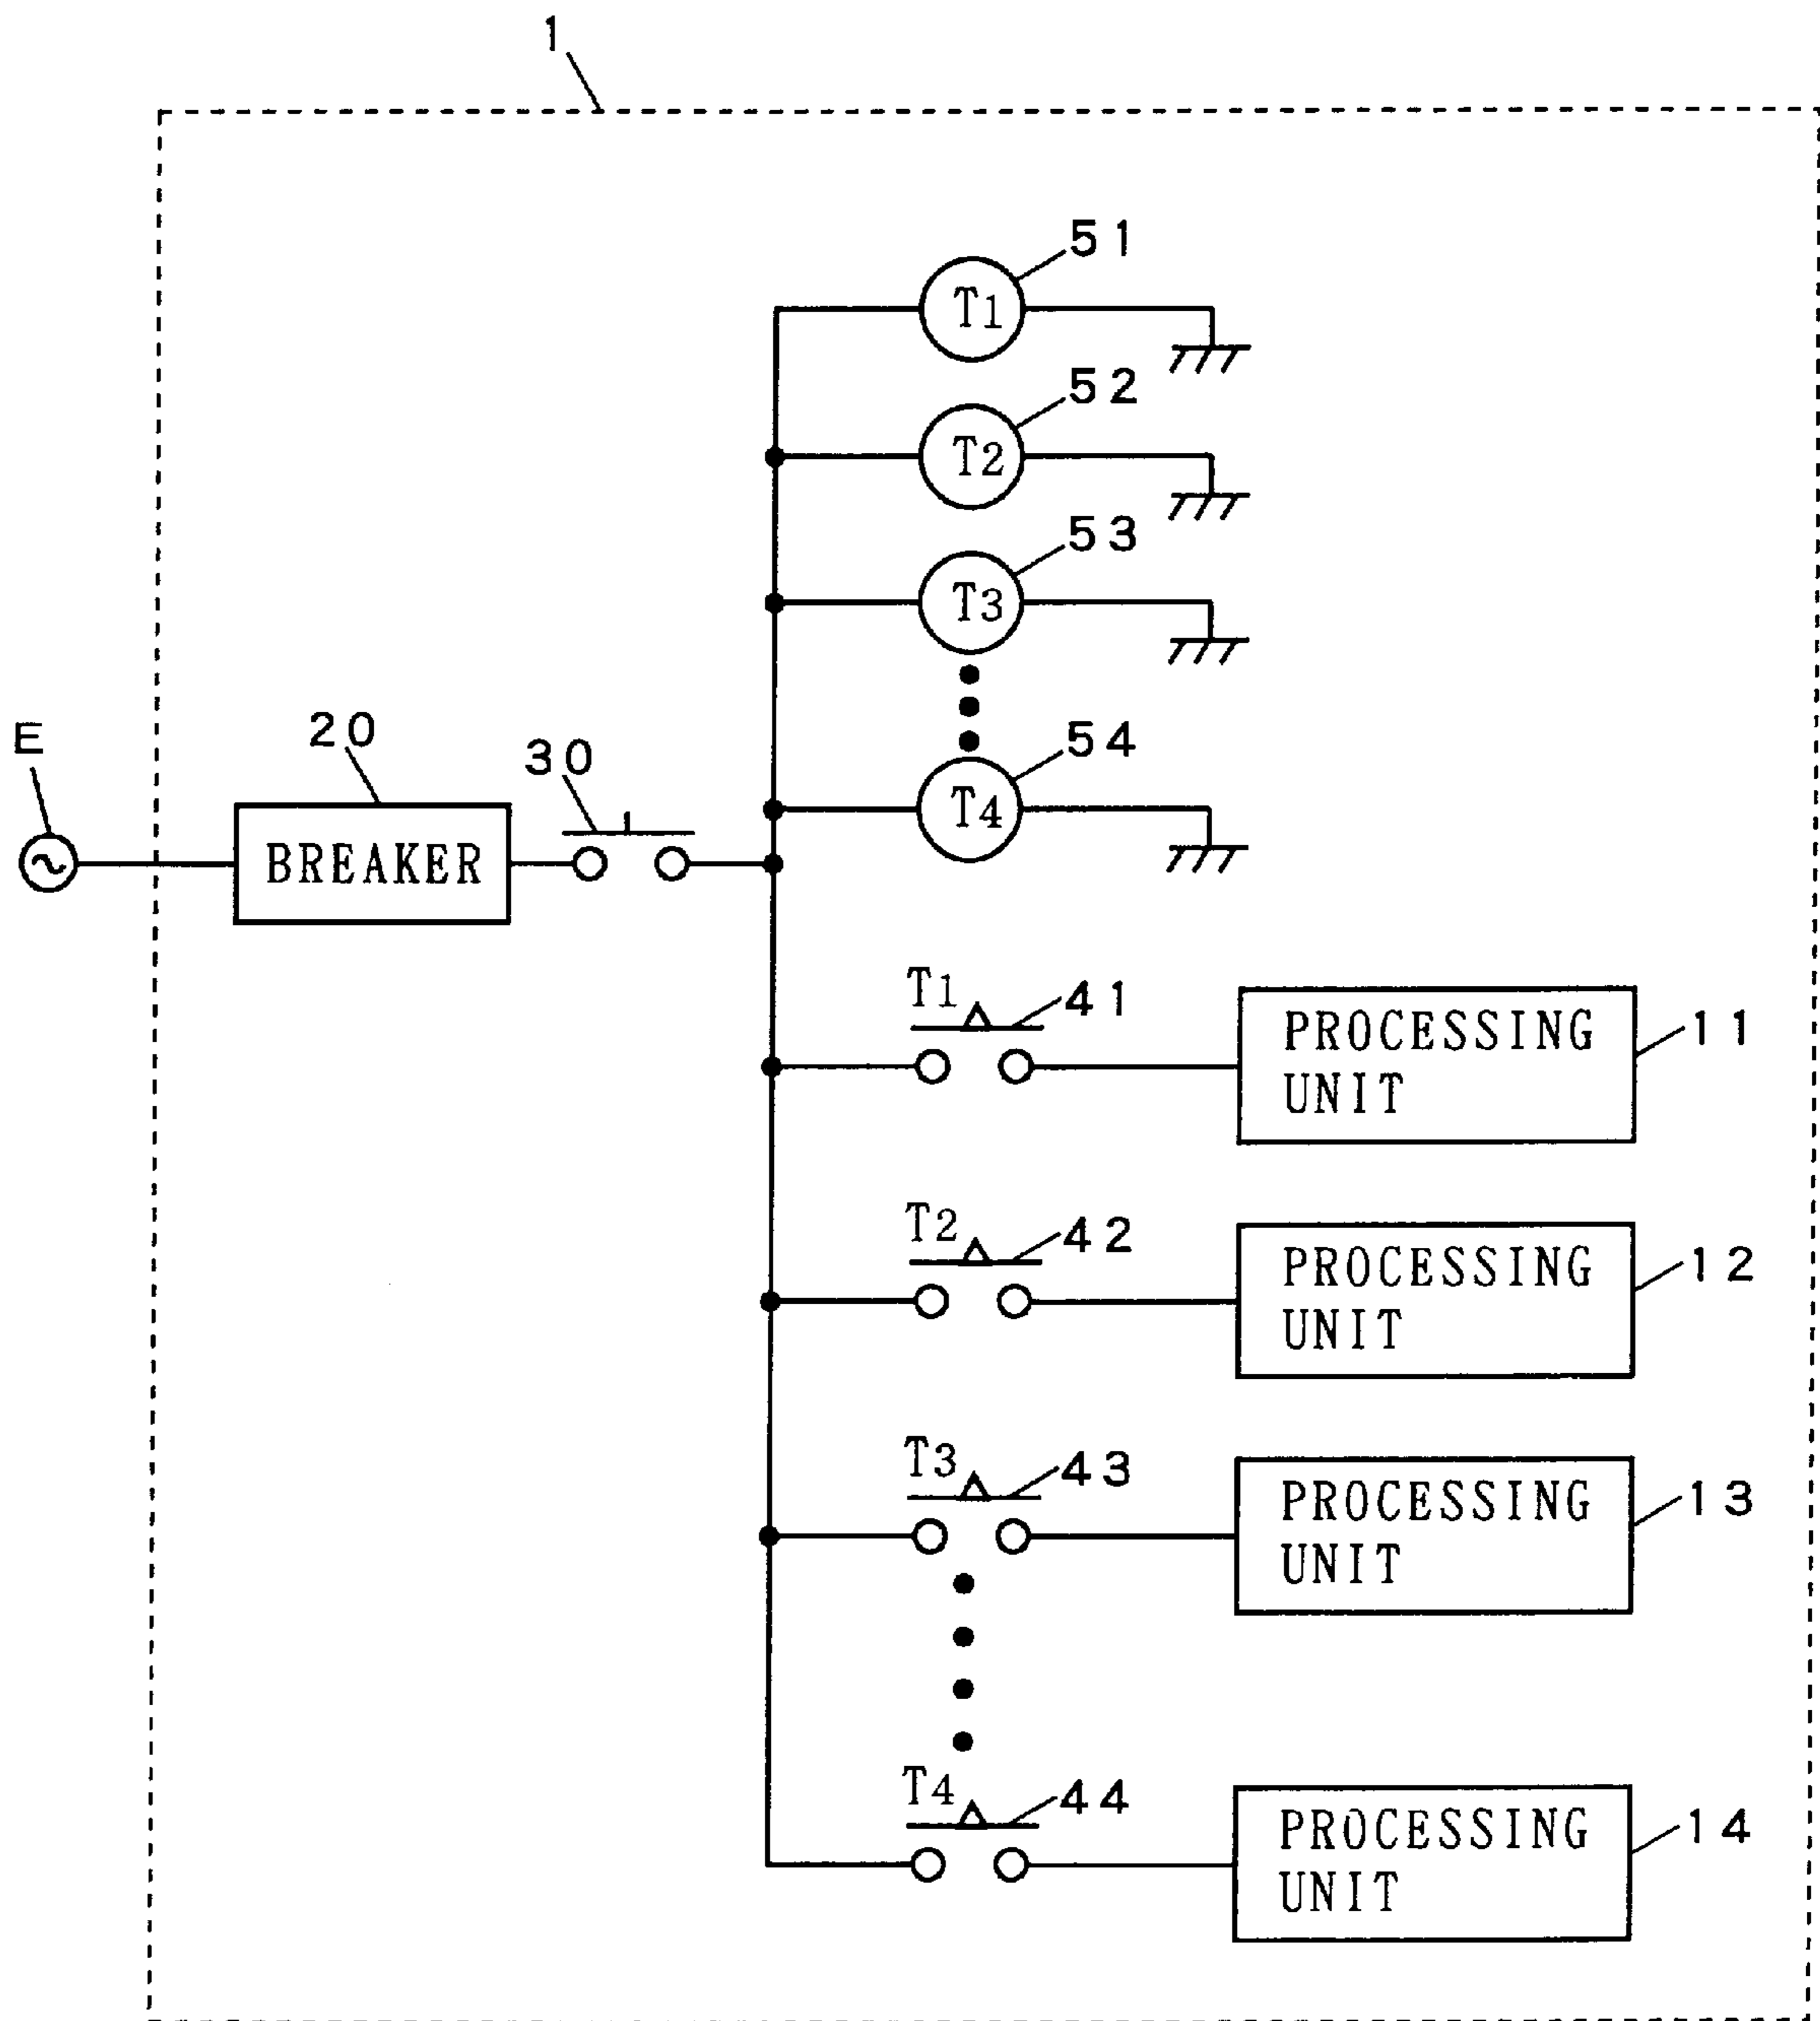 1
51
T1
52
T2
53
T3
54
T4
E
20
30
BREAKER
T1
41
PROCESSING
UNIT
11
T2
42
PROCESSING
UNIT
12
T3
43
PROCESSING
UNIT
13
T4
44
PROCESSING
UNIT
14